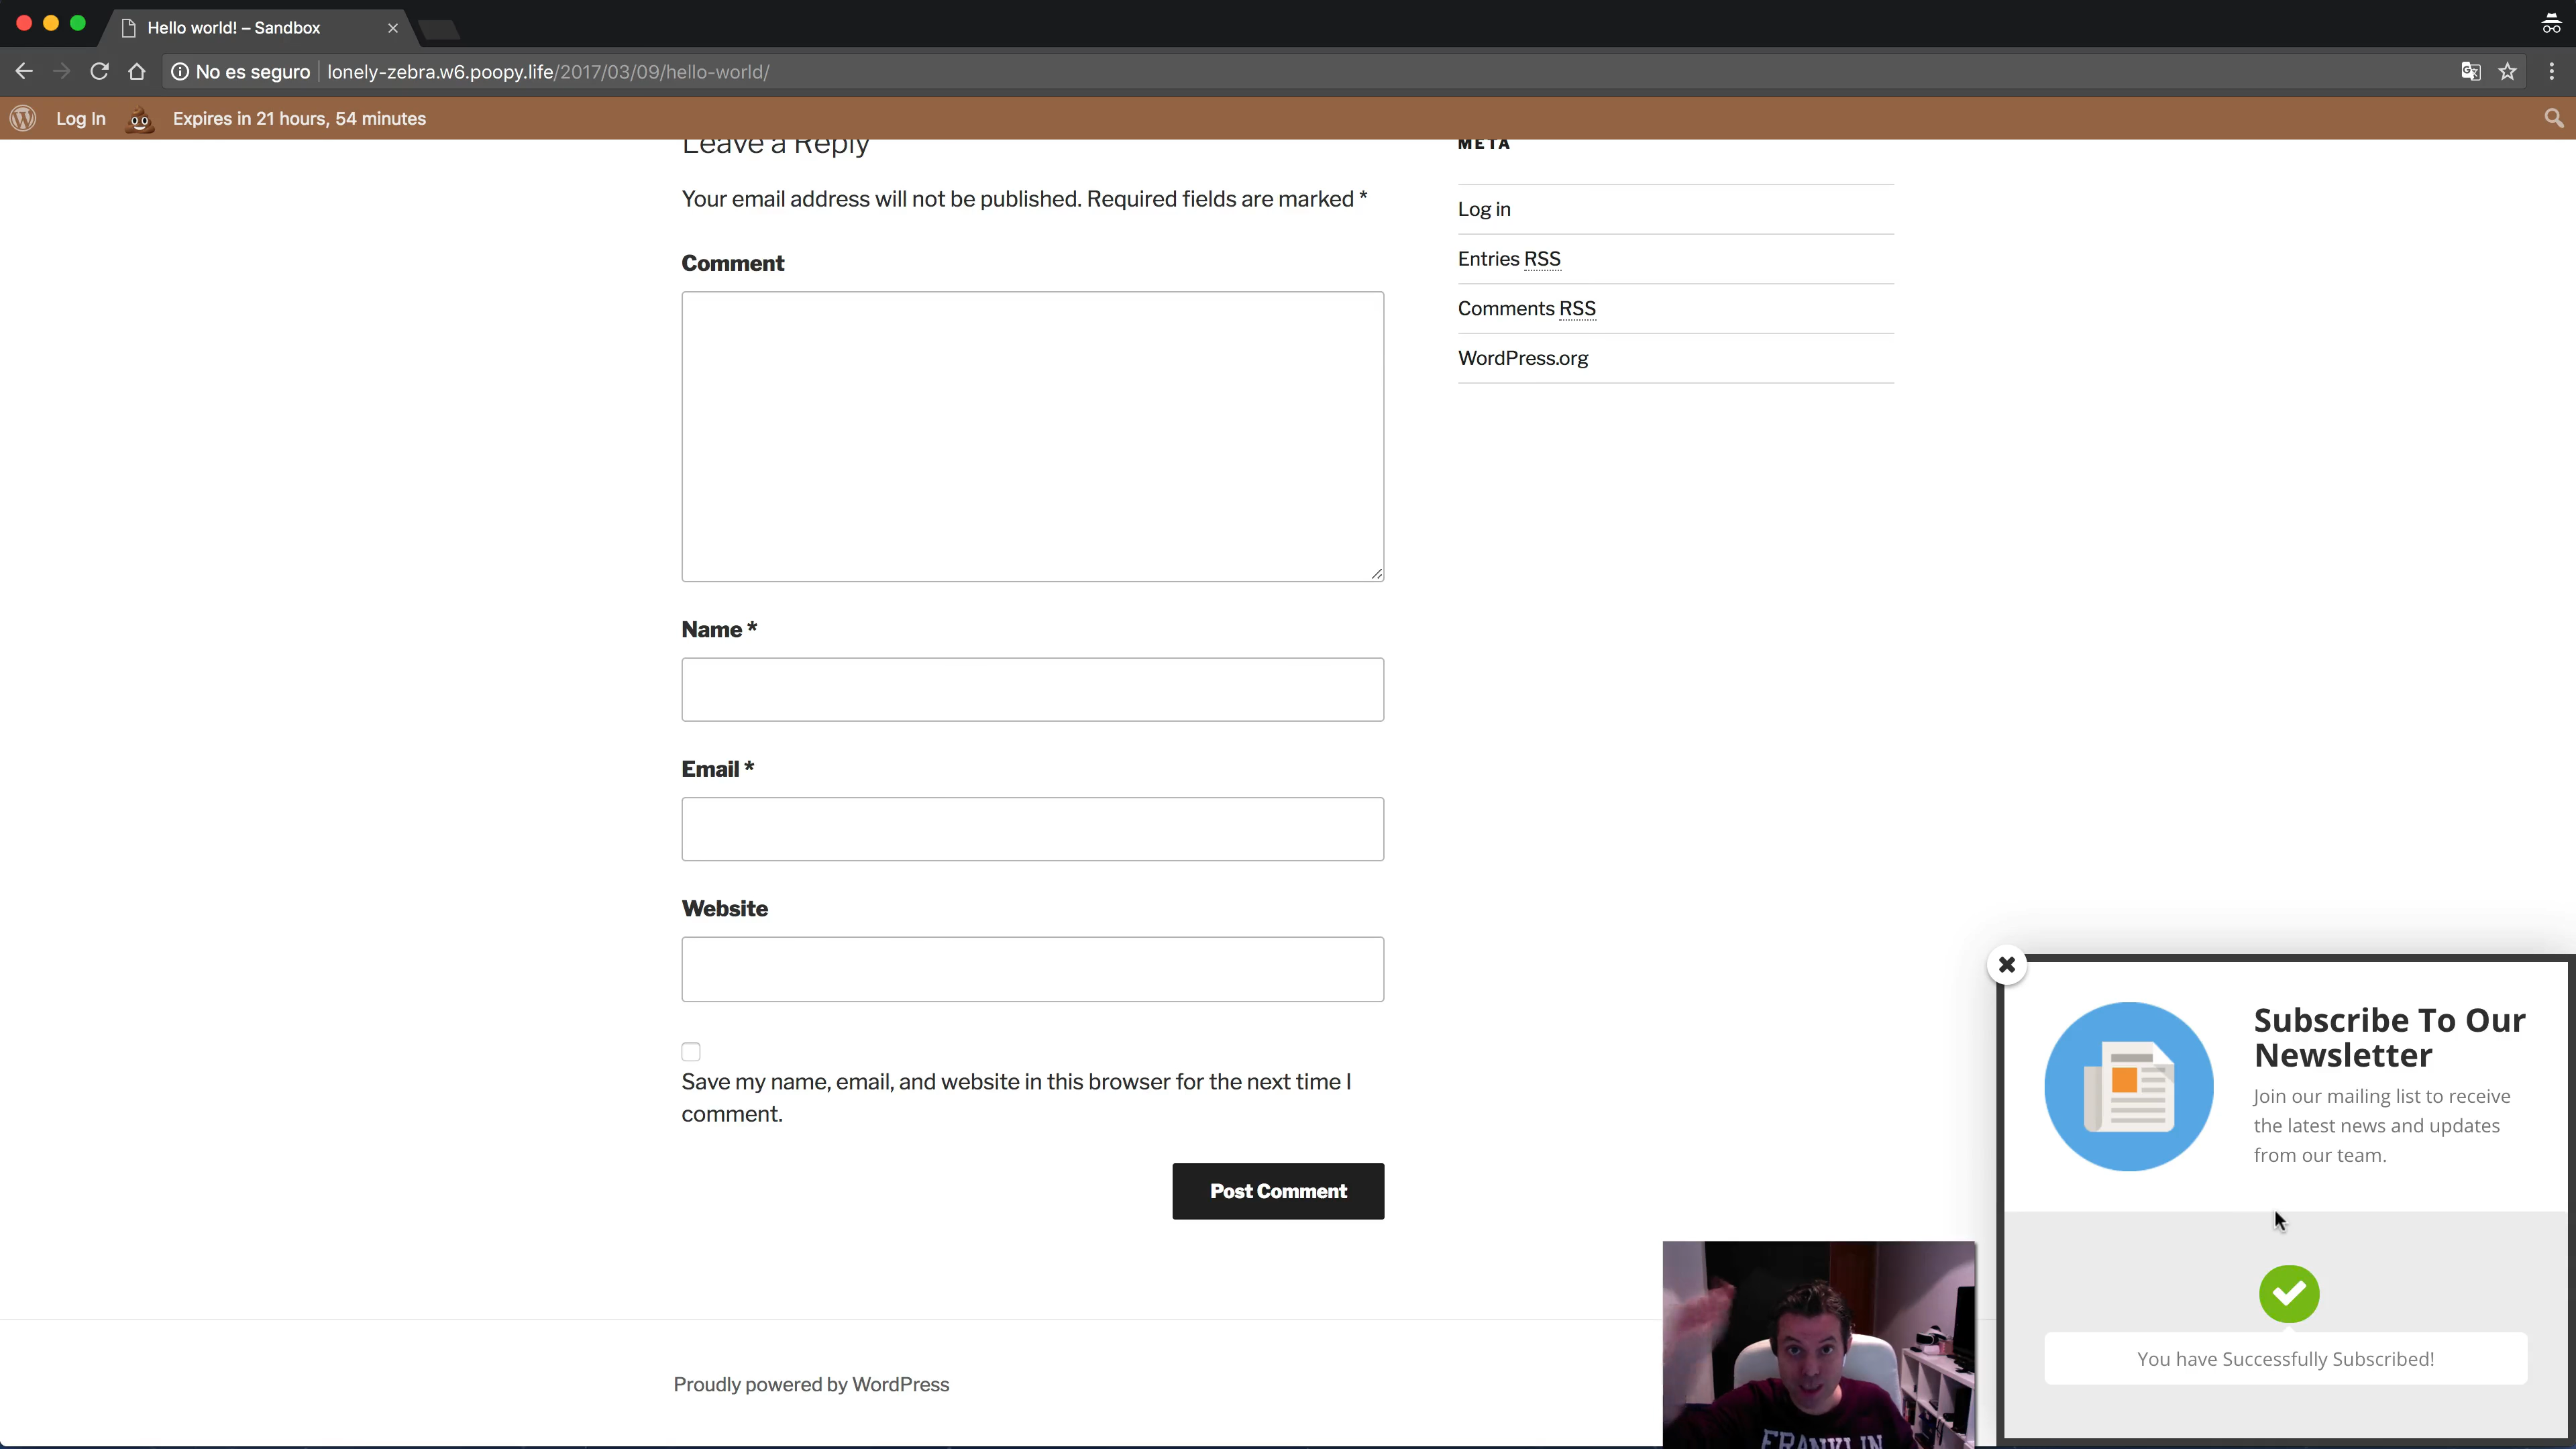 Hello world! – Sandbox
No es seguro
lonely-zebra.w6.poopy.life/2017/03/09/hello-world/
Log In
Expires in 21 hours, 54 minutes
Leave a Reply
Your email address will not be published. Required fields are marked *
Comment
Name *
Email *
Website
Save my name, email, and website in this browser for the next time I
comment.
Post Comment
META
Log in
Entries RSS
Comments RSS
WordPress.org
Proudly powered by WordPress
FRANKLIN
Subscribe To Our
Newsletter
Join our mailing list to receive
the latest news and updates
from our team.
You have Successfully Subscribed!